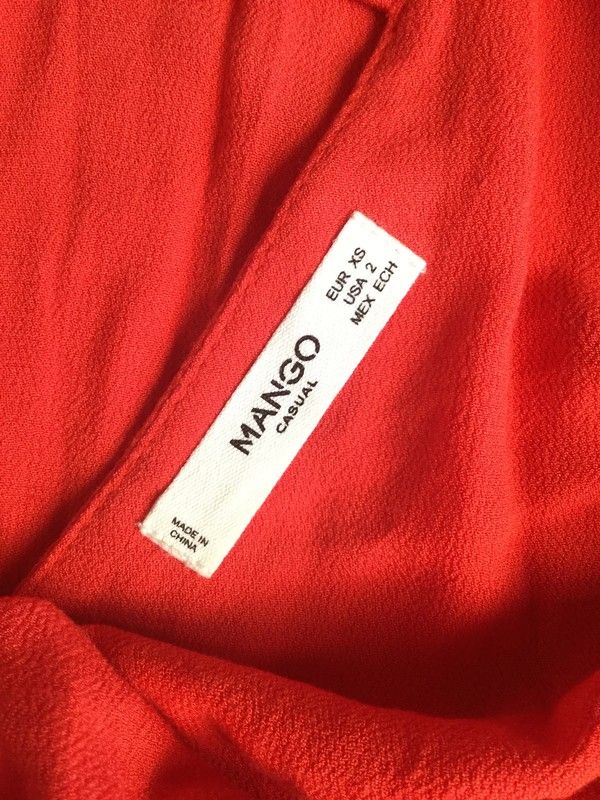 MANGO
CASUAL
EUR XS
USA 2
MEX ECH
MADE IN
CHINA